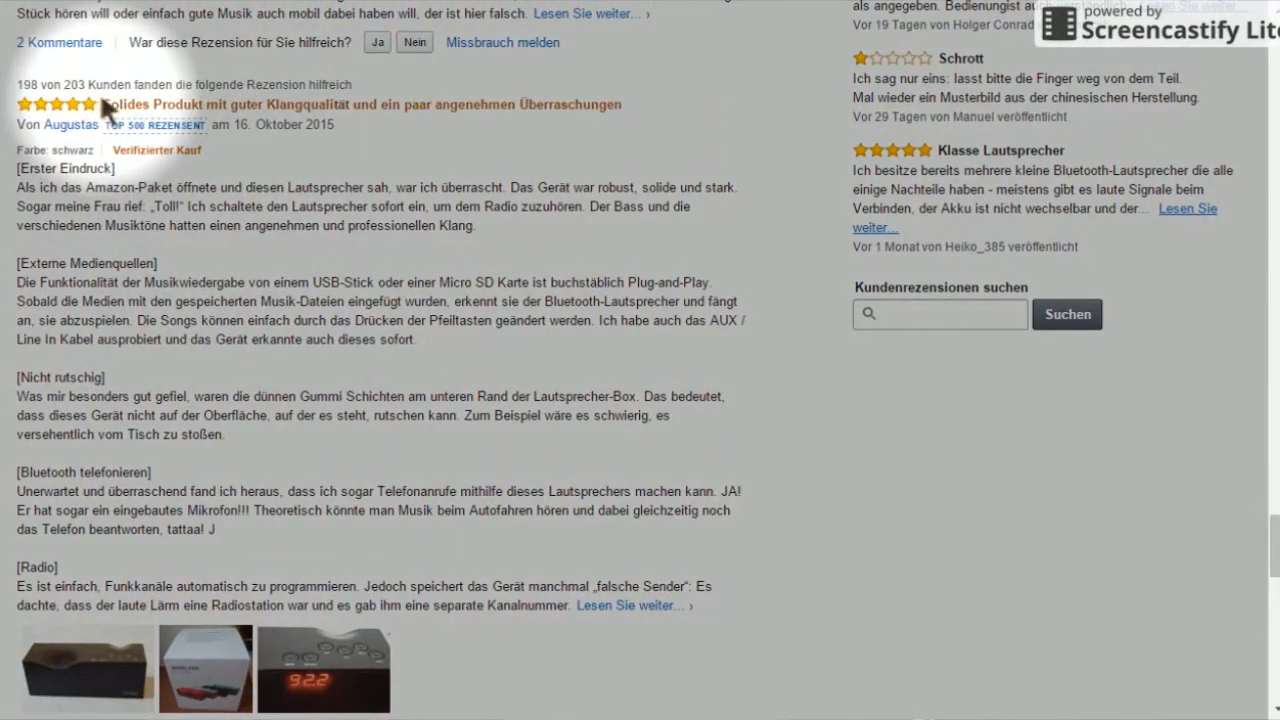 Stück hören will oder einfach gute Musik auch mobil dabei haben will, der ist hier falsch. Lesen Sie weiter... ›
2 Kommentare | War diese Rezension für Sie hilfreich? Ja Nein Missbrauch melden
198 von 203 Kunden fanden die folgende Rezension hilfreich
Solides Produkt mit guter Klangqualität und ein paar angenehmen Überraschungen
Von Augustas TOP 500 REZENSENT am 16. Oktober 2015
Farbe: schwarz | Verifizierter Kauf
[Erster Eindruck]
Als ich das Amazon-Paket öffnete und diesen Lautsprecher sah, war ich überrascht. Das Gerät war robust, solide und stark.
Sogar meine Frau rief: „Toll!“ Ich schaltete den Lautsprecher sofort ein, um dem Radio zuzuhören. Der Bass und die
verschiedenen Musiktöne hatten einen angenehmen und professionellen Klang.
[Externe Medienquellen]
Die Funktionalität der Musikwiedergabe von einem USB-Stick oder einer Micro SD Karte ist buchstäblich Plug-and-Play.
Sobald die Medien mit den gespeicherten Musik-Dateien eingefügt wurden, erkennt sie der Bluetooth-Lautsprecher und fängt
an, sie abzuspielen. Die Songs können einfach durch das Drücken der Pfeiltasten geändert werden. Ich habe auch das AUX /
Line In Kabel ausprobiert und das Gerät erkannte auch dieses sofort.
[Nicht rutschig]
Was mir besonders gut gefiel, waren die dünnen Gummi Schichten am unteren Rand der Lautsprecher-Box. Das bedeutet,
dass dieses Gerät nicht auf der Oberfläche, auf der es steht, rutschen kann. Zum Beispiel wäre es schwierig, es
versehentlich vom Tisch zu stoßen.
[Bluetooth telefonieren]
Unerwartet und überraschend fand ich heraus, dass ich sogar Telefonanrufe mithilfe dieses Lautsprechers machen kann. JA!
Er hat sogar ein eingebautes Mikrofon!!! Theoretisch könnte man Musik beim Autofahren hören und dabei gleichzeitig noch
das Telefon beantworten, tattaa! J
[Radio]
Es ist einfach, Funkkanäle automatisch zu programmieren. Jedoch speichert das Gerät manchmal „falsche Sender“: Es
dachte, dass der laute Lärm eine Radiostation war und es gab ihm eine separate Kanalnummer. Lesen Sie weiter... ›
WIRELESS
92.2
als angegeben. Bedienungist auch verständlich. Lesen Sie weiter...
Vor 19 Tagen von Holger Conrad
powered by
Screencastify Lite
Schrott
Ich sag nur eins: lasst bitte die Finger weg von dem Teil.
Mal wieder ein Musterbild aus der chinesischen Herstellung.
Vor 29 Tagen von Manuel veröffentlicht
Klasse Lautsprecher
Ich besitze bereits mehrere kleine Bluetooth-Lautsprecher die alle
einige Nachteile haben - meistens gibt es laute Signale beim
Verbinden, der Akku ist nicht wechselbar und der... Lesen Sie
weiter...
Vor 1 Monat von Heiko_385 veröffentlicht
Kundenrezensionen suchen
Suchen